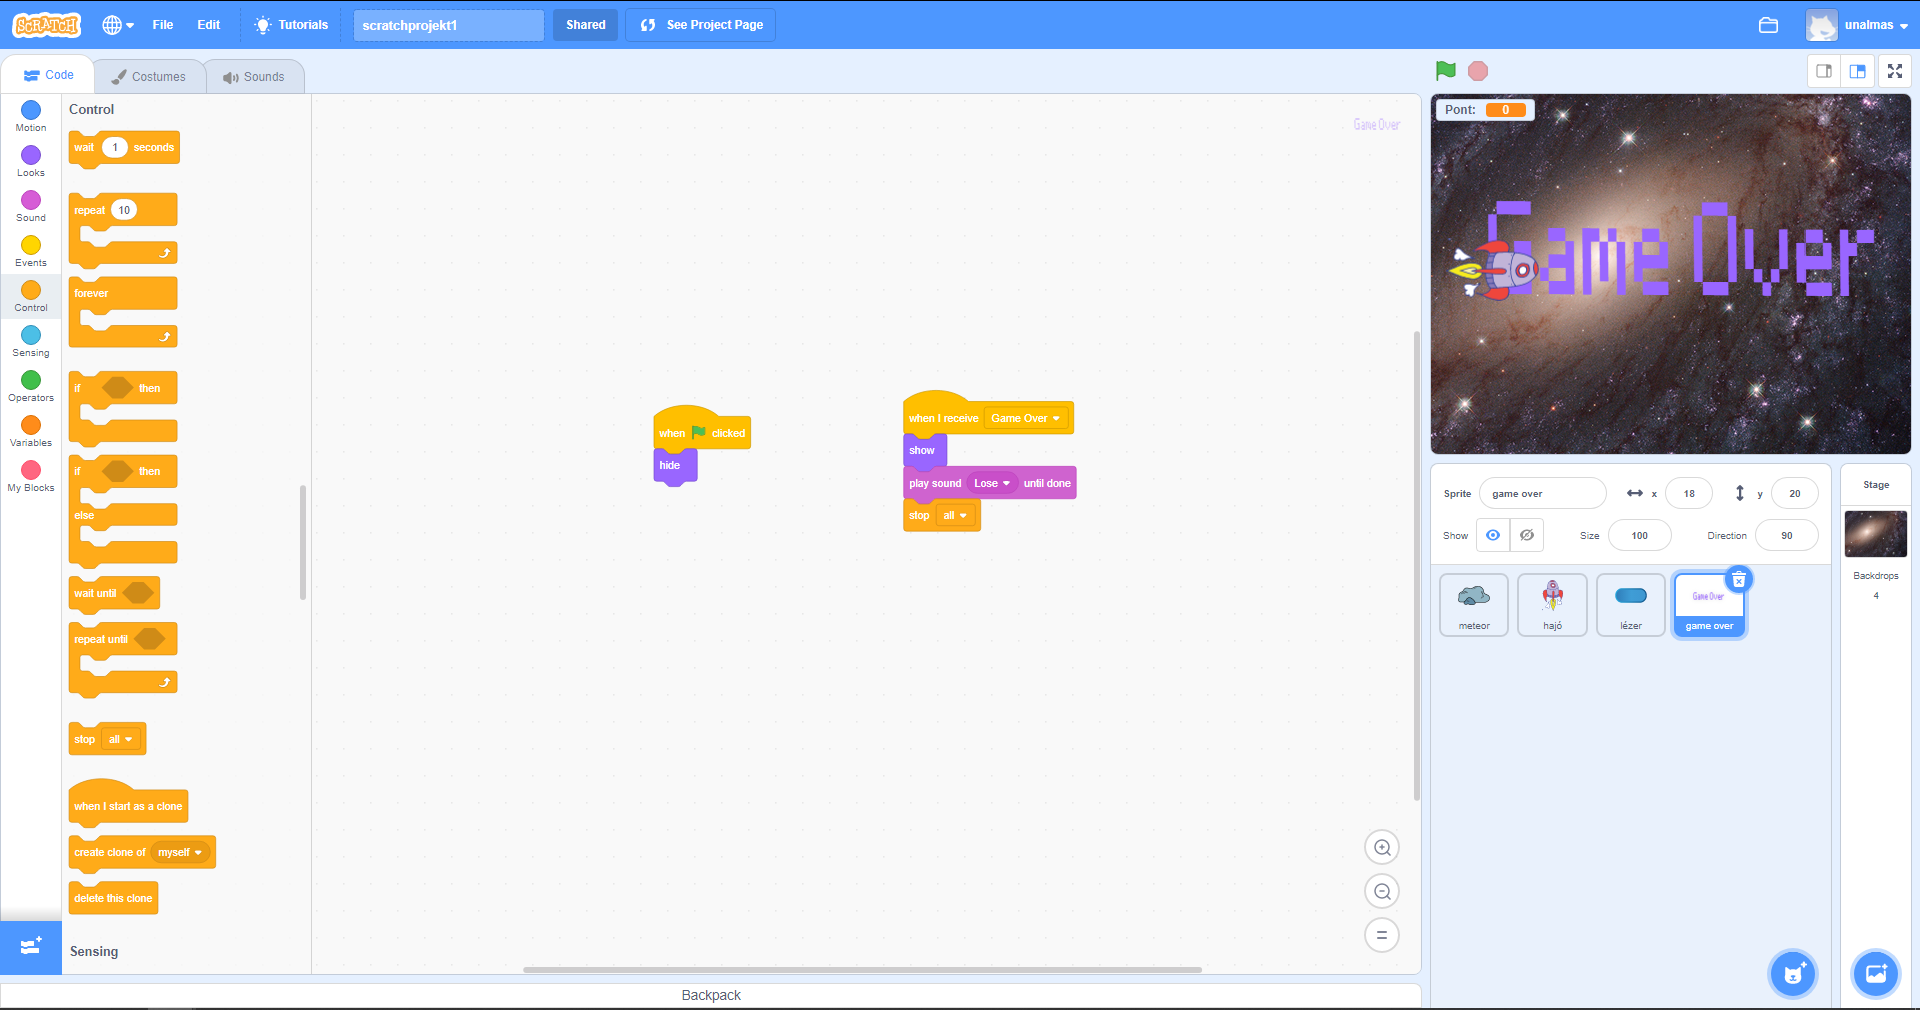 SCRATCH
File
Edit
Tutorials
scratchprojekt1
Shared
See Project Page
unalmas
Code
Costumes
Sounds
Motion
Looks
Sound
Events
Control
Sensing
Operators
Variables
My Blocks
Control
wait 1 seconds
repeat 10
forever
if then
if then
else
wait until
repeat until
stop all
when I start as a clone
create clone of myself
delete this clone
Sensing
Game Over
when clicked
hide
when I receive Game Over
show
play sound Lose until done
stop all
Backpack
Pont: 0
Game Over
Sprite game over x 18 y 20
Show Size 100 Direction 90
meteor
hajó
lézer
Game Over
game over
Stage
Backdrops
4